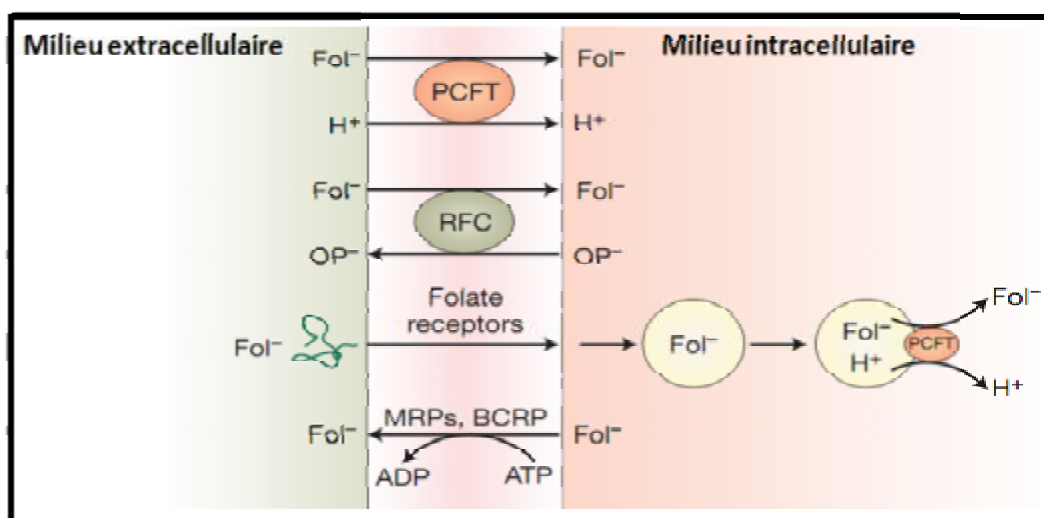 Milieu extracellulaire
Milieu intracellulaire
Fol⁻ Fol⁻
PCFT
H⁺ H⁺
Fol⁻ Fol⁻
RFC
OP⁻ OP⁻
Folate
receptors
Fol⁻ Fol⁻ Fol⁻ Fol⁻
H⁺ PCFT
H⁺
MRPs, BCRP
Fol⁻ Fol⁻
ADP ATP